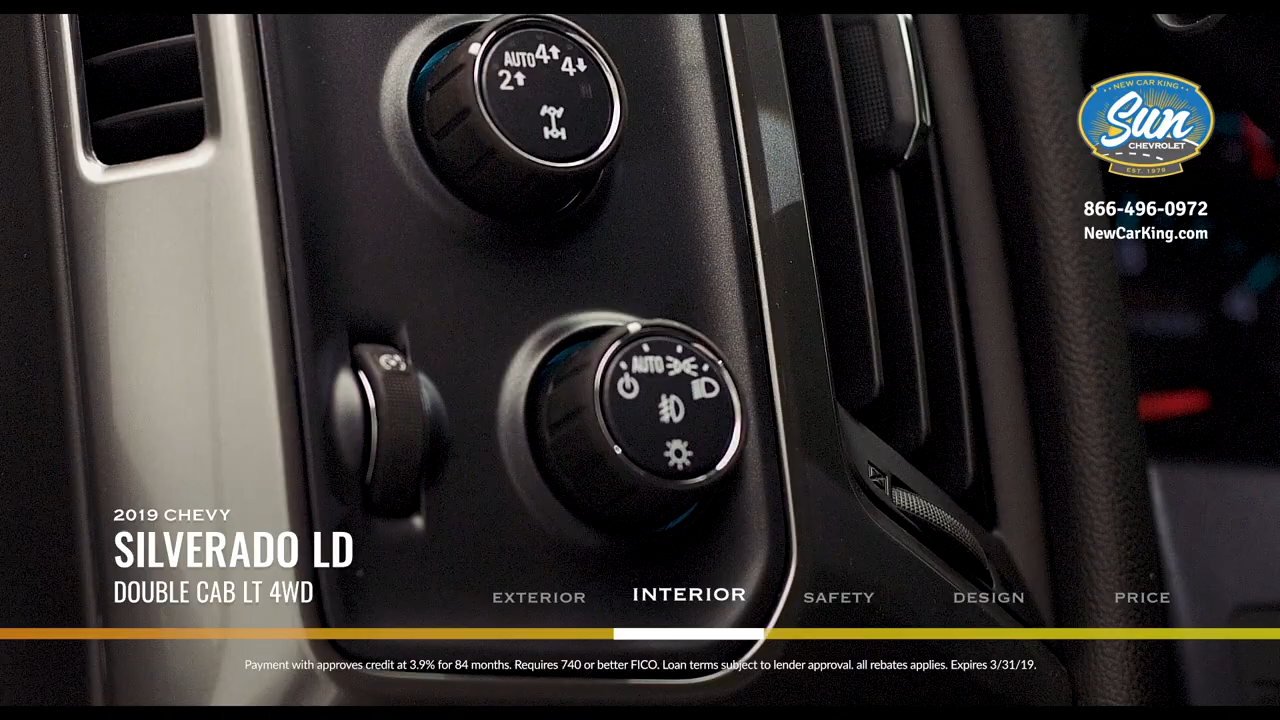 AUTO 4 4
2
NEW CAR KING
Sun
CHEVROLET
EST. 1979
866-496-0972
NewCarKing.com
AUTO
2019 CHEVY
SILVERADO LD
DOUBLE CAB LT 4WD
EXTERIOR INTERIOR SAFETY DESIGN PRICE
Payment with approves credit at 3.9% for 84 months. Requires 740 or better FICO. Loan terms subject to lender approval. all rebates applies. Expires 3/31/19.